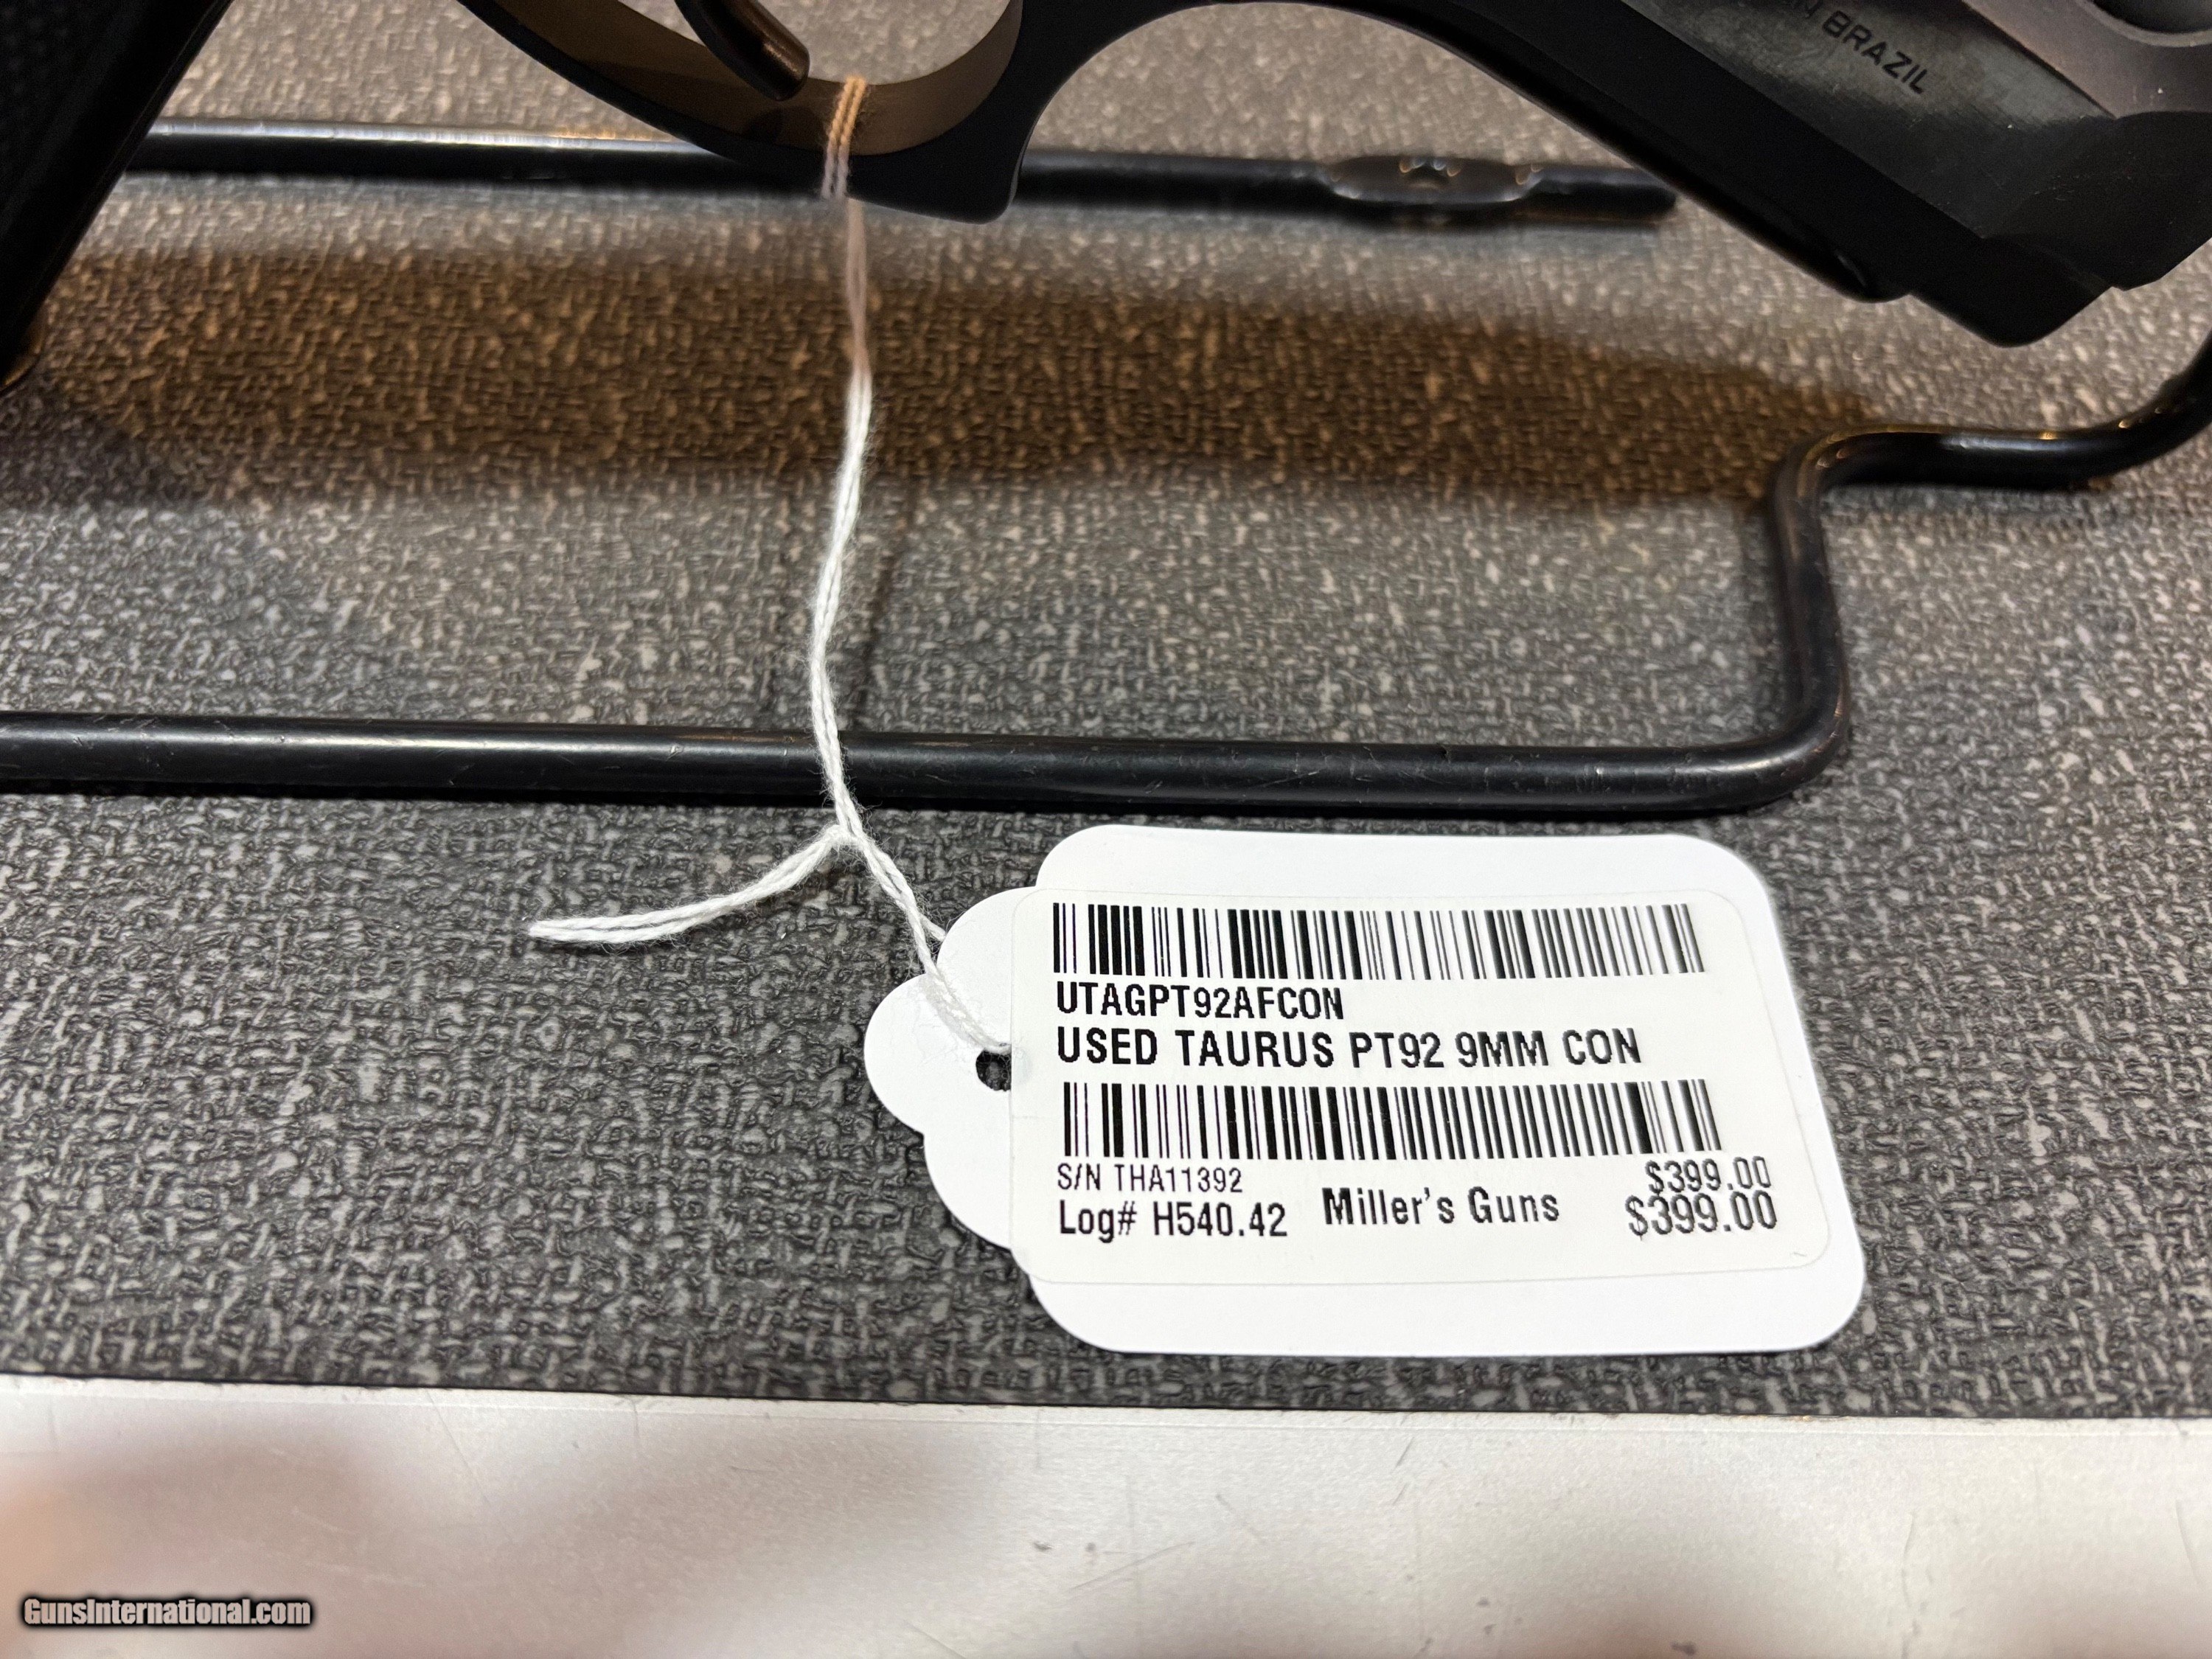 BRAZIL
UTAGPT92AFCON
USED TAURUS PT92 9MM CON
S/N THA11392
$399.00
Log# H540.42
Miller's Guns
$399.00
GunsInternational.com